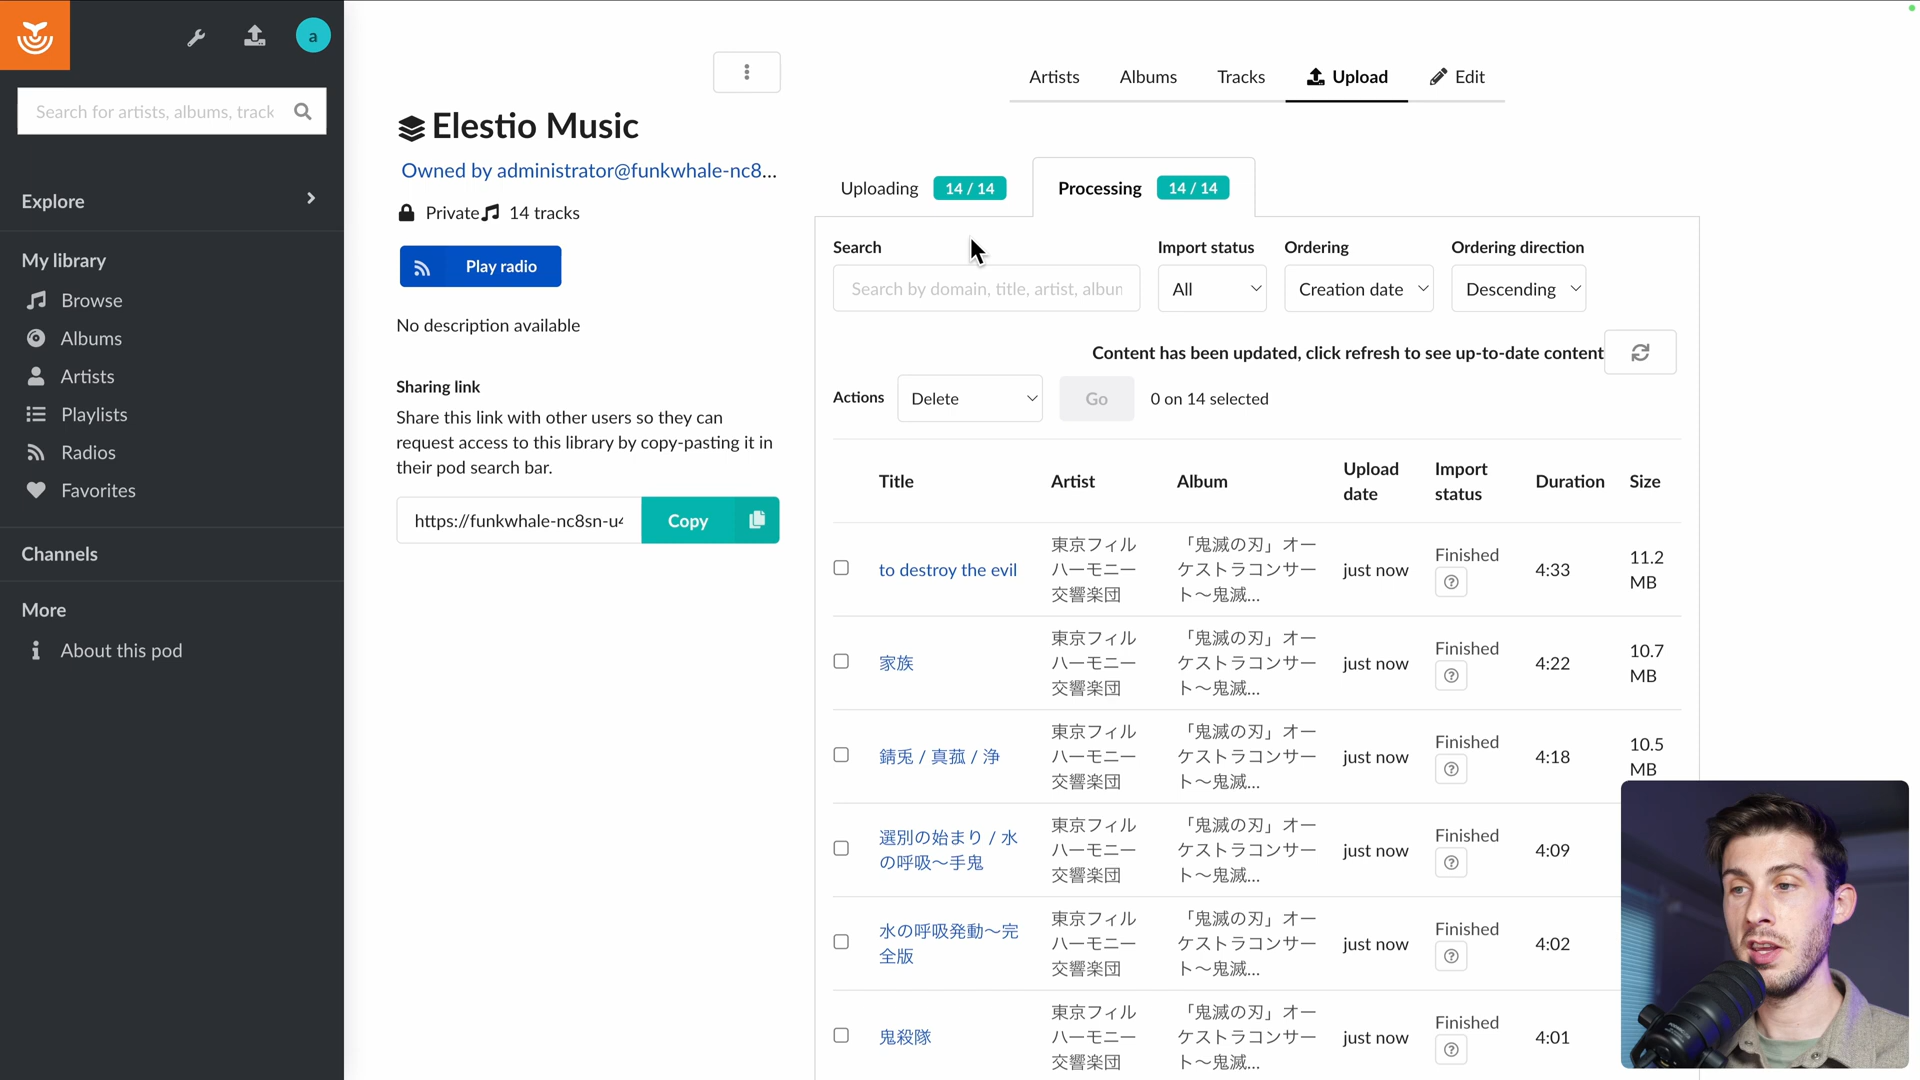 a
Search for artists, albums, track
Explore
My library
Browse
Albums
Artists
Playlists
Radios
Favorites
Channels
More
About this pod
Elestio Music
Owned by administrator@funkwhale-nc8...
Private 14 tracks
Play radio
No description available
Sharing link
Share this link with other users so they can
request access to this library by copy-pasting it in
their pod search bar.
https://funkwhale-nc8sn-u4
Copy
Artists Albums Tracks Upload Edit
Uploading 14 / 14 Processing 14 / 14
Search Import status Ordering Ordering direction
Search by domain, title, artist, album All Creation date Descending
Content has been updated, click refresh to see up-to-date content
Actions Delete Go 0 on 14 selected
Title Artist Album Upload date Import status Duration Size
to destroy the evil
東京フィル
ハーモニー
交響楽団
「鬼滅の刃」オー
ケストラコンサー
ト～鬼滅...
just now
Finished
4:33
11.2
MB
家族
東京フィル
ハーモニー
交響楽団
「鬼滅の刃」オー
ケストラコンサー
ト～鬼滅...
just now
Finished
4:22
10.7
MB
錆兎 / 真菰 / 浄
東京フィル
ハーモニー
交響楽団
「鬼滅の刃」オー
ケストラコンサー
ト～鬼滅...
just now
Finished
4:18
10.5
MB
選別の始まり / 水
の呼吸～手鬼
東京フィル
ハーモニー
交響楽団
「鬼滅の刃」オー
ケストラコンサー
ト～鬼滅...
just now
Finished
4:09
水の呼吸発動～完
全版
東京フィル
ハーモニー
交響楽団
「鬼滅の刃」オー
ケストラコンサー
ト～鬼滅...
just now
Finished
4:02
鬼殺隊
東京フィル
ハーモニー
交響楽団
「鬼滅の刃」オー
ケストラコンサー
ト～鬼滅...
just now
Finished
4:01